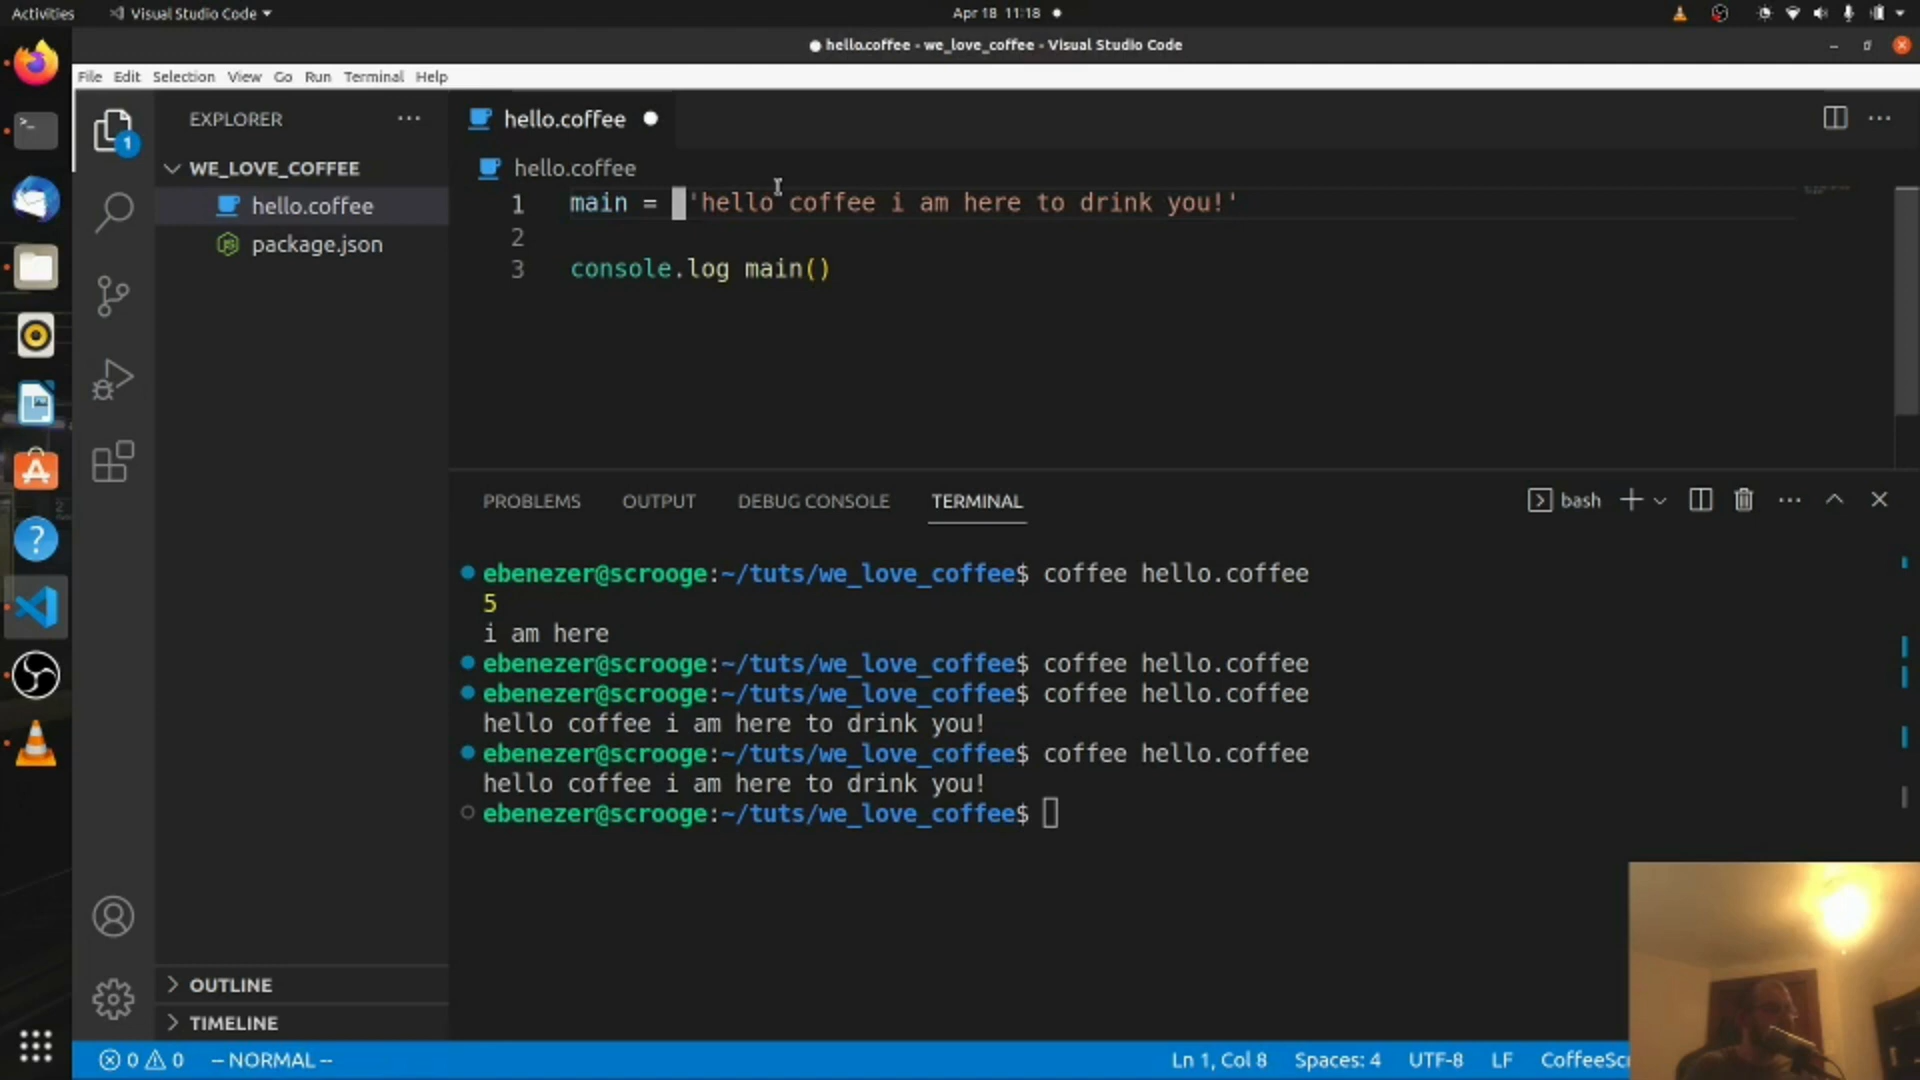 Activities Visual Studio Code Apr 18 11:18
hello.coffee - we_love_coffee - Visual Studio Code
File Edit Selection View Go Run Terminal Help
EXPLORER
1
WE_LOVE_COFFEE
hello.coffee
package.json
OUTLINE
TIMELINE
hello.coffee
hello.coffee
1 main = 'hello coffee i am here to drink you!'
2
3 console.log main()
PROBLEMS OUTPUT DEBUG CONSOLE TERMINAL bash
ebenezer@scrooge:~/tuts/we_love_coffee$ coffee hello.coffee
5
i am here
ebenezer@scrooge:~/tuts/we_love_coffee$ coffee hello.coffee
ebenezer@scrooge:~/tuts/we_love_coffee$ coffee hello.coffee
hello coffee i am here to drink you!
ebenezer@scrooge:~/tuts/we_love_coffee$ coffee hello.coffee
hello coffee i am here to drink you!
ebenezer@scrooge:~/tuts/we_love_coffee$
0 0 -- NORMAL -- Ln 1, Col 8 Spaces: 4 UTF-8 LF CoffeeSc